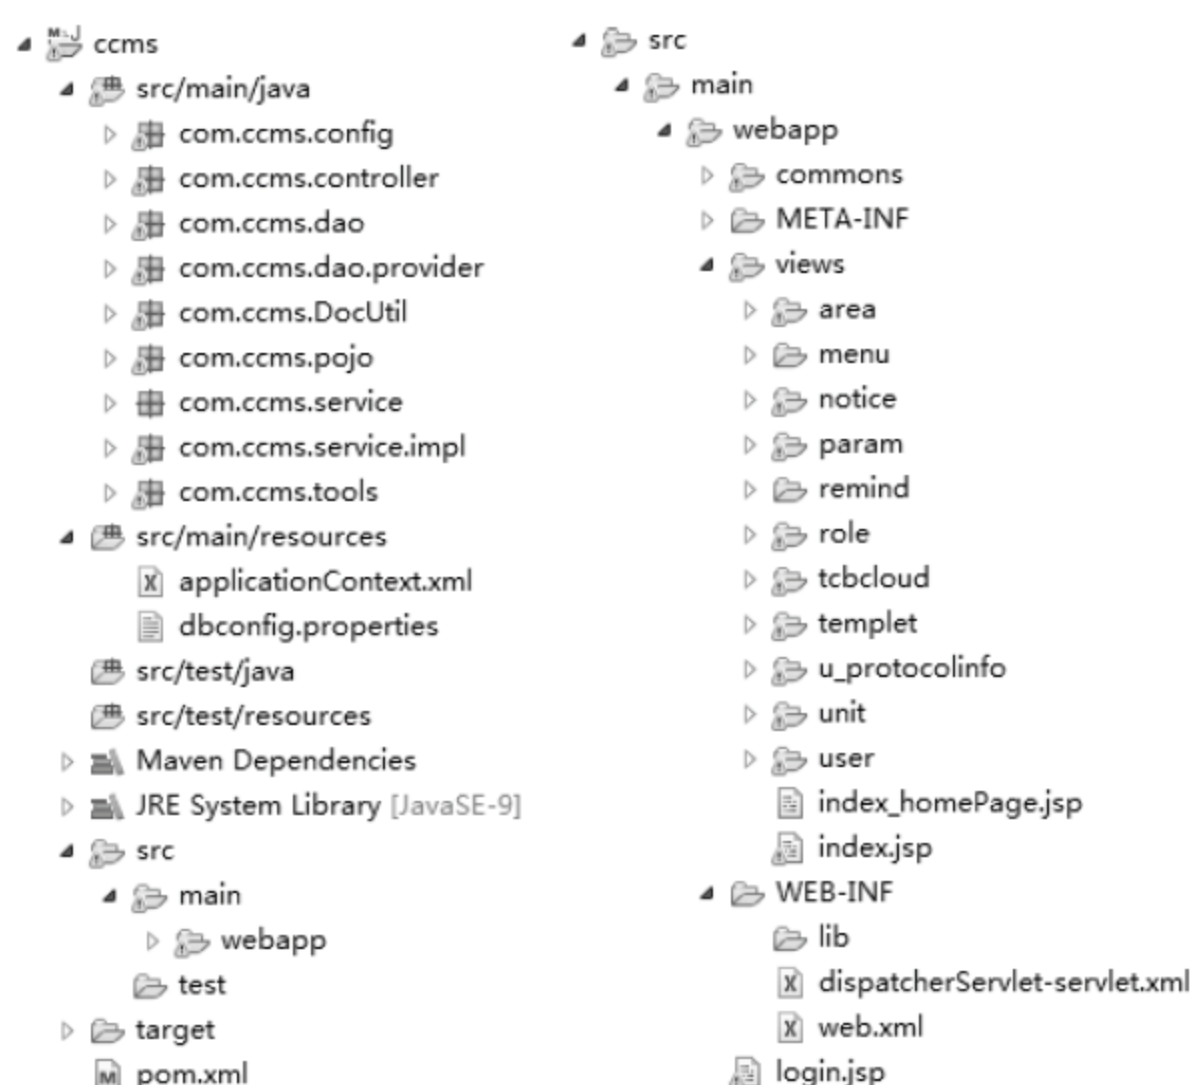 ccms
src/main/java
com.ccms.config
com.ccms.controller
com.ccms.dao
com.ccms.dao.provider
com.ccms.DocUtil
com.ccms.pojo
com.ccms.service
com.ccms.service.impl
com.ccms.tools
src/main/resources
applicationContext.xml
dbconfig.properties
src/test/java
src/test/resources
Maven Dependencies
JRE System Library [JavaSE-9]
src
main
webapp
test
target
pom.xml
src
main
webapp
commons
META-INF
views
area
menu
notice
param
remind
role
tcbcloud
templet
u_protocolinfo
unit
user
index_homePage.jsp
index.jsp
WEB-INF
lib
dispatcherServlet-servlet.xml
web.xml
login.jsp